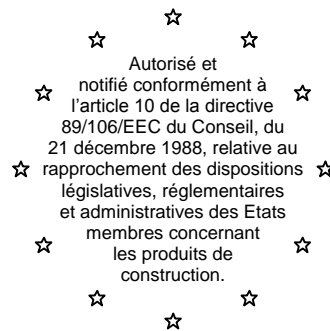 Autorisé et
notifié conformément à
l'article 10 de la directive
89/106/EEC du Conseil, du
21 décembre 1988, relative au
rapprochement des dispositions
législatives, réglementaires
et administratives des Etats
membres concernant
les produits de
construction.